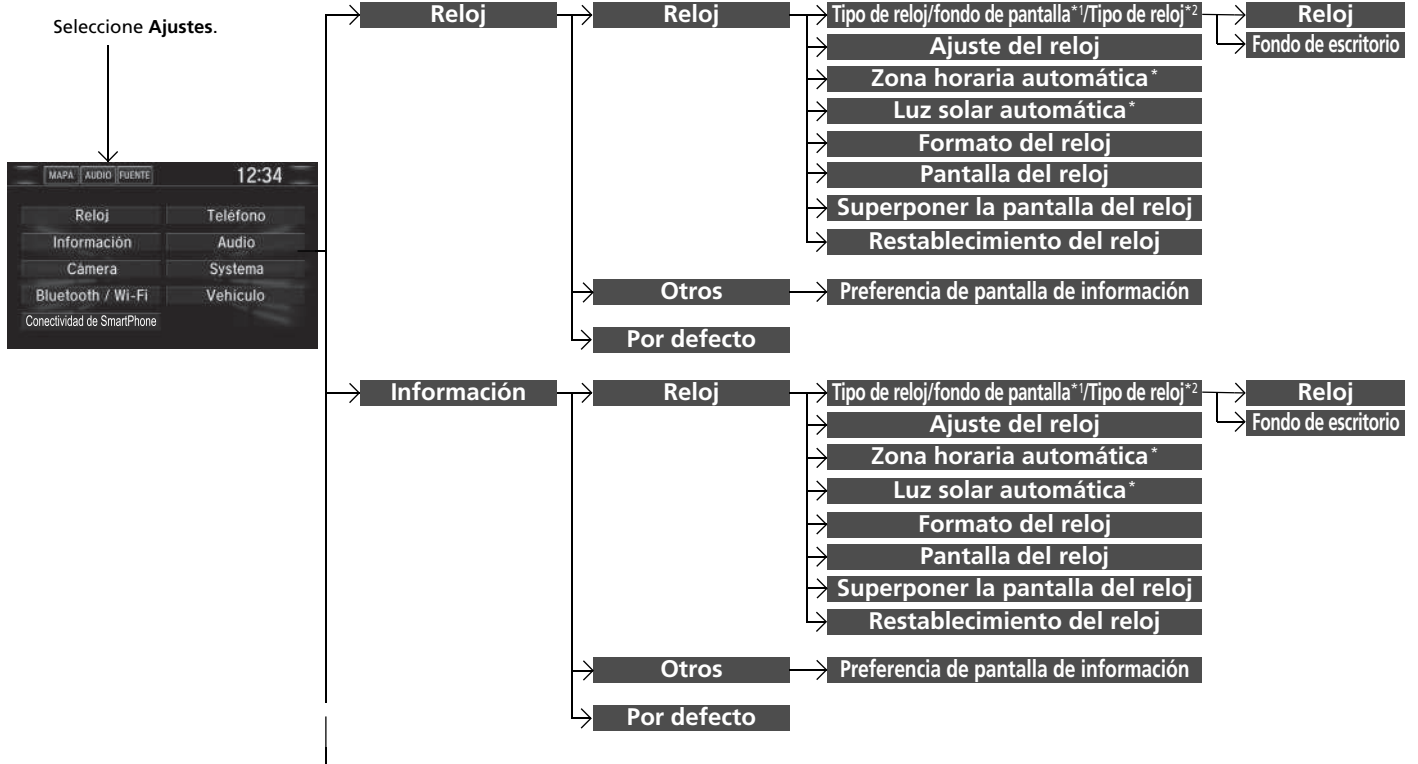 Seleccione Ajustes.
MAPA AUDIO FUENTE 12:34
Reloj Teléfono
Información Audio
Cámera Systema
Bluetooth / Wi-Fi Vehículo
Conectividad de SmartPhone
Reloj
Reloj
Tipo de reloj/fondo de pantalla*1/Tipo de reloj*2
Reloj
Fondo de escritorio
Ajuste del reloj
Zona horaria automática*
Luz solar automática*
Formato del reloj
Pantalla del reloj
Superponer la pantalla del reloj
Restablecimiento del reloj
Otros
Preferencia de pantalla de información
Por defecto
Información
Reloj
Tipo de reloj/fondo de pantalla*1/Tipo de reloj*2
Reloj
Fondo de escritorio
Ajuste del reloj
Zona horaria automática*
Luz solar automática*
Formato del reloj
Pantalla del reloj
Superponer la pantalla del reloj
Restablecimiento del reloj
Otros
Preferencia de pantalla de información
Por defecto